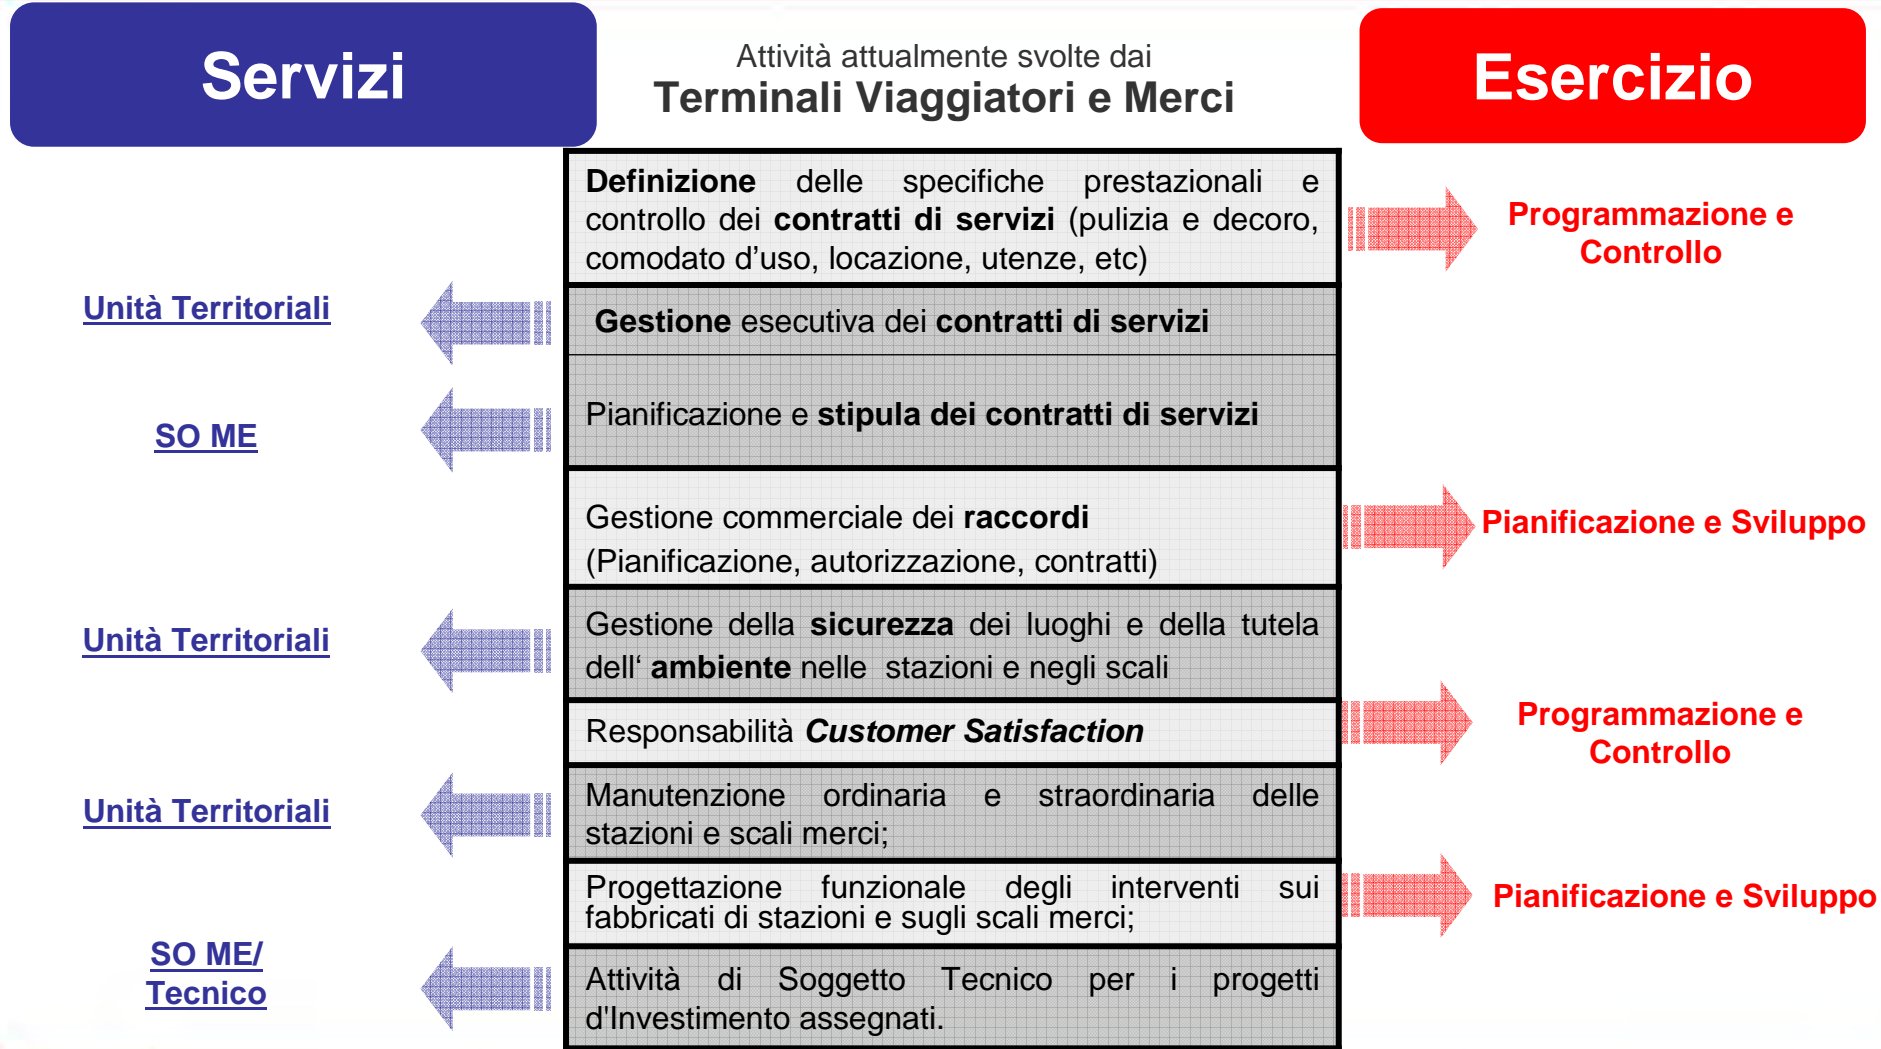 Servizi
Attività attualmente svolte dai
Terminali Viaggiatori e Merci
Esercizio
Definizione delle specifiche prestazionali e
controllo dei contratti di servizi (pulizia e decoro,
comodato d'uso, locazione, utenze, etc)
Programmazione e
Controllo
Unità Territoriali
Gestione esecutiva dei contratti di servizi
SO ME
Pianificazione e stipula dei contratti di servizi
Gestione commerciale dei raccordi
(Pianificazione, autorizzazione, contratti)
Pianificazione e Sviluppo
Unità Territoriali
Gestione della sicurezza dei luoghi e della tutela
dell‘ ambiente nelle stazioni e negli scali
Responsabilità Customer Satisfaction
Programmazione e
Controllo
Unità Territoriali
Manutenzione ordinaria e straordinaria delle
stazioni e scali merci;
Progettazione funzionale degli interventi sui
fabbricati di stazioni e sugli scali merci;
Pianificazione e Sviluppo
SO ME/
Tecnico
Attività di Soggetto Tecnico per i progetti
d'Investimento assegnati.